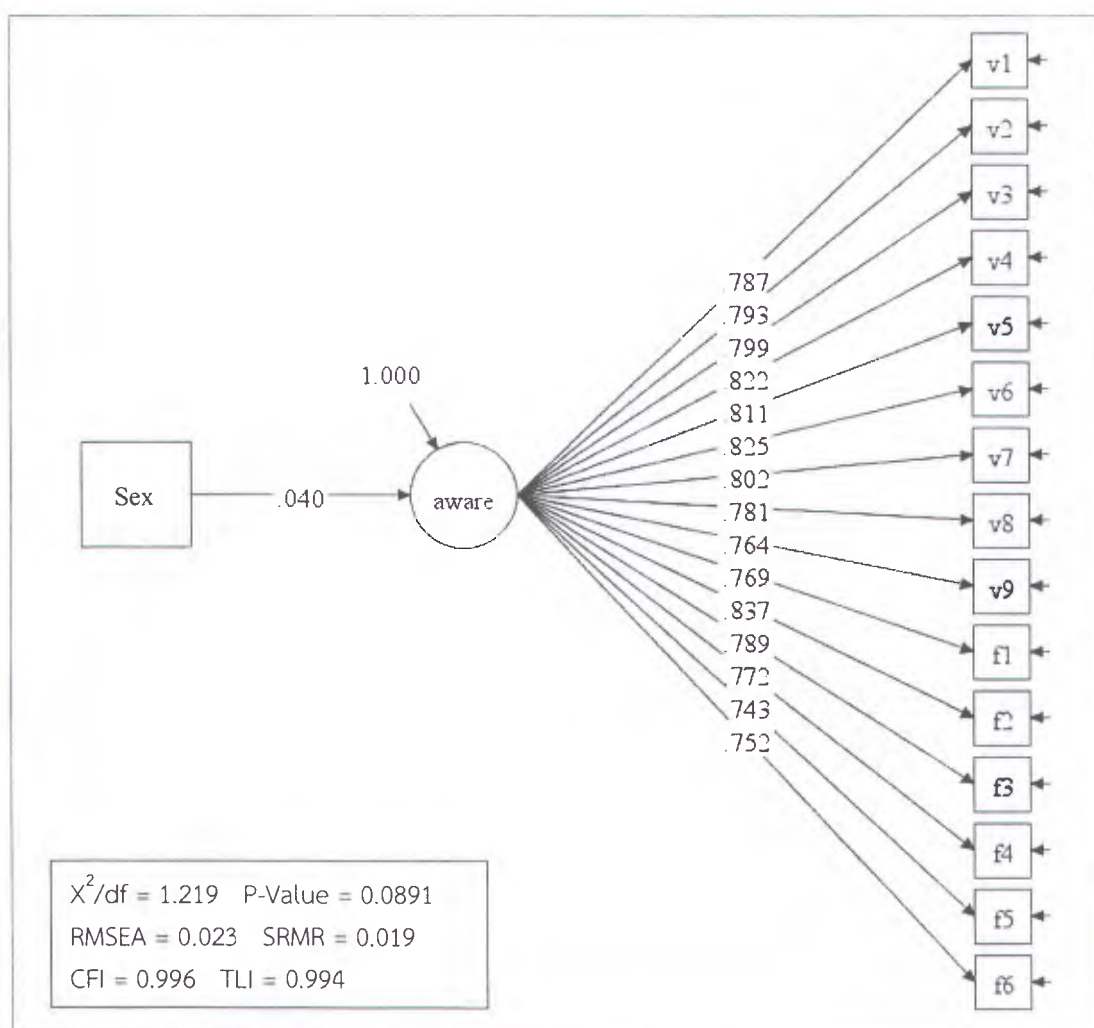 v1
v2
v3
v4
v5
v6
v7
v8
v9
f1
f2
f3
f4
f5
f6
.787
.793
.799
.822
.811
.825
.802
.781
.764
.769
.837
.789
.772
.743
.752
1.000
Sex
.040
aware
X²/df = 1.219 P-Value = 0.0891
RMSEA = 0.023 SRMR = 0.019
CFI = 0.996 TLI = 0.994